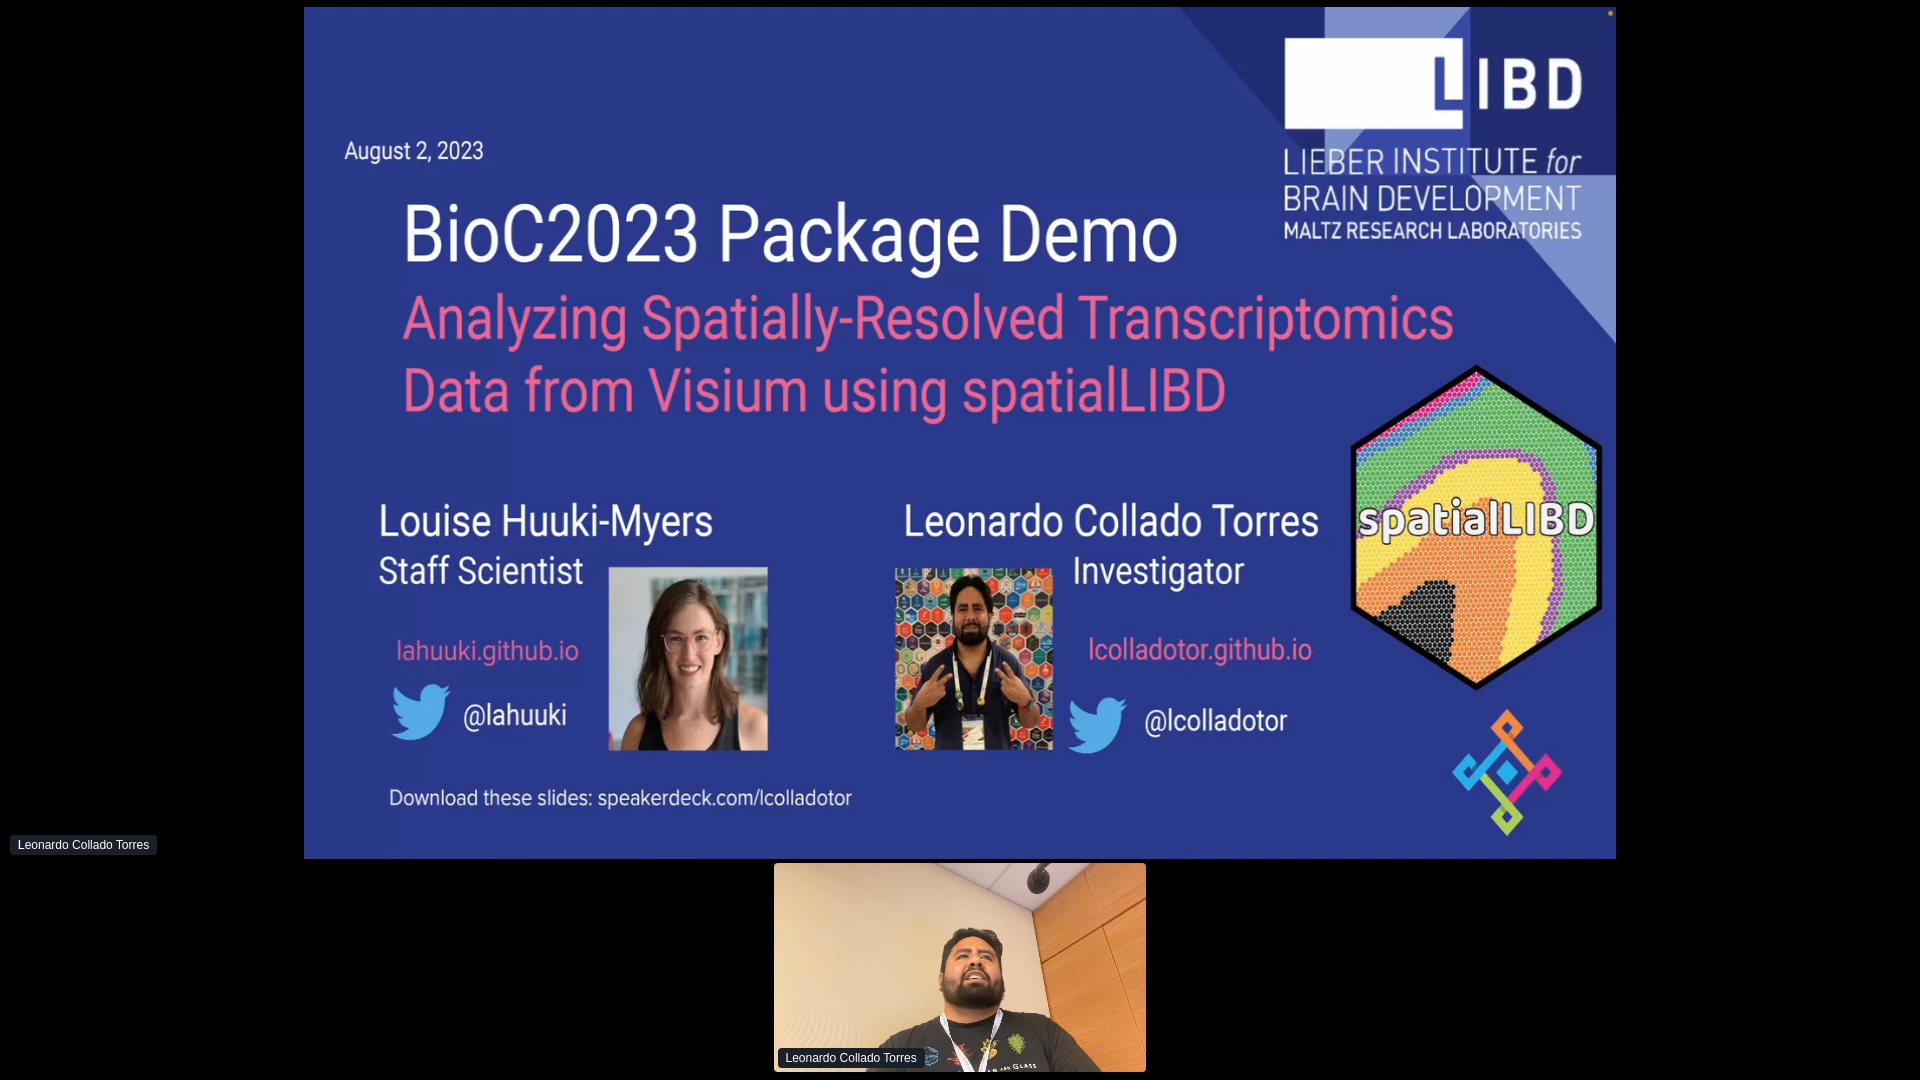 LIBD
LIEBER INSTITUTE for
BRAIN DEVELOPMENT
MALTZ RESEARCH LABORATORIES
August 2, 2023
BioC2023 Package Demo
Analyzing Spatially-Resolved Transcriptomics
Data from Visium using spatialLIBD
spatialLIBD
Louise Huuki-Myers
Staff Scientist
lahuuki.github.io
@lahuuki
Leonardo Collado Torres
Investigator
lcolladotor.github.io
@lcolladotor
Download these slides: speakerdeck.com/lcolladotor
Leonardo Collado Torres
Leonardo Collado Torres
AND GLASS